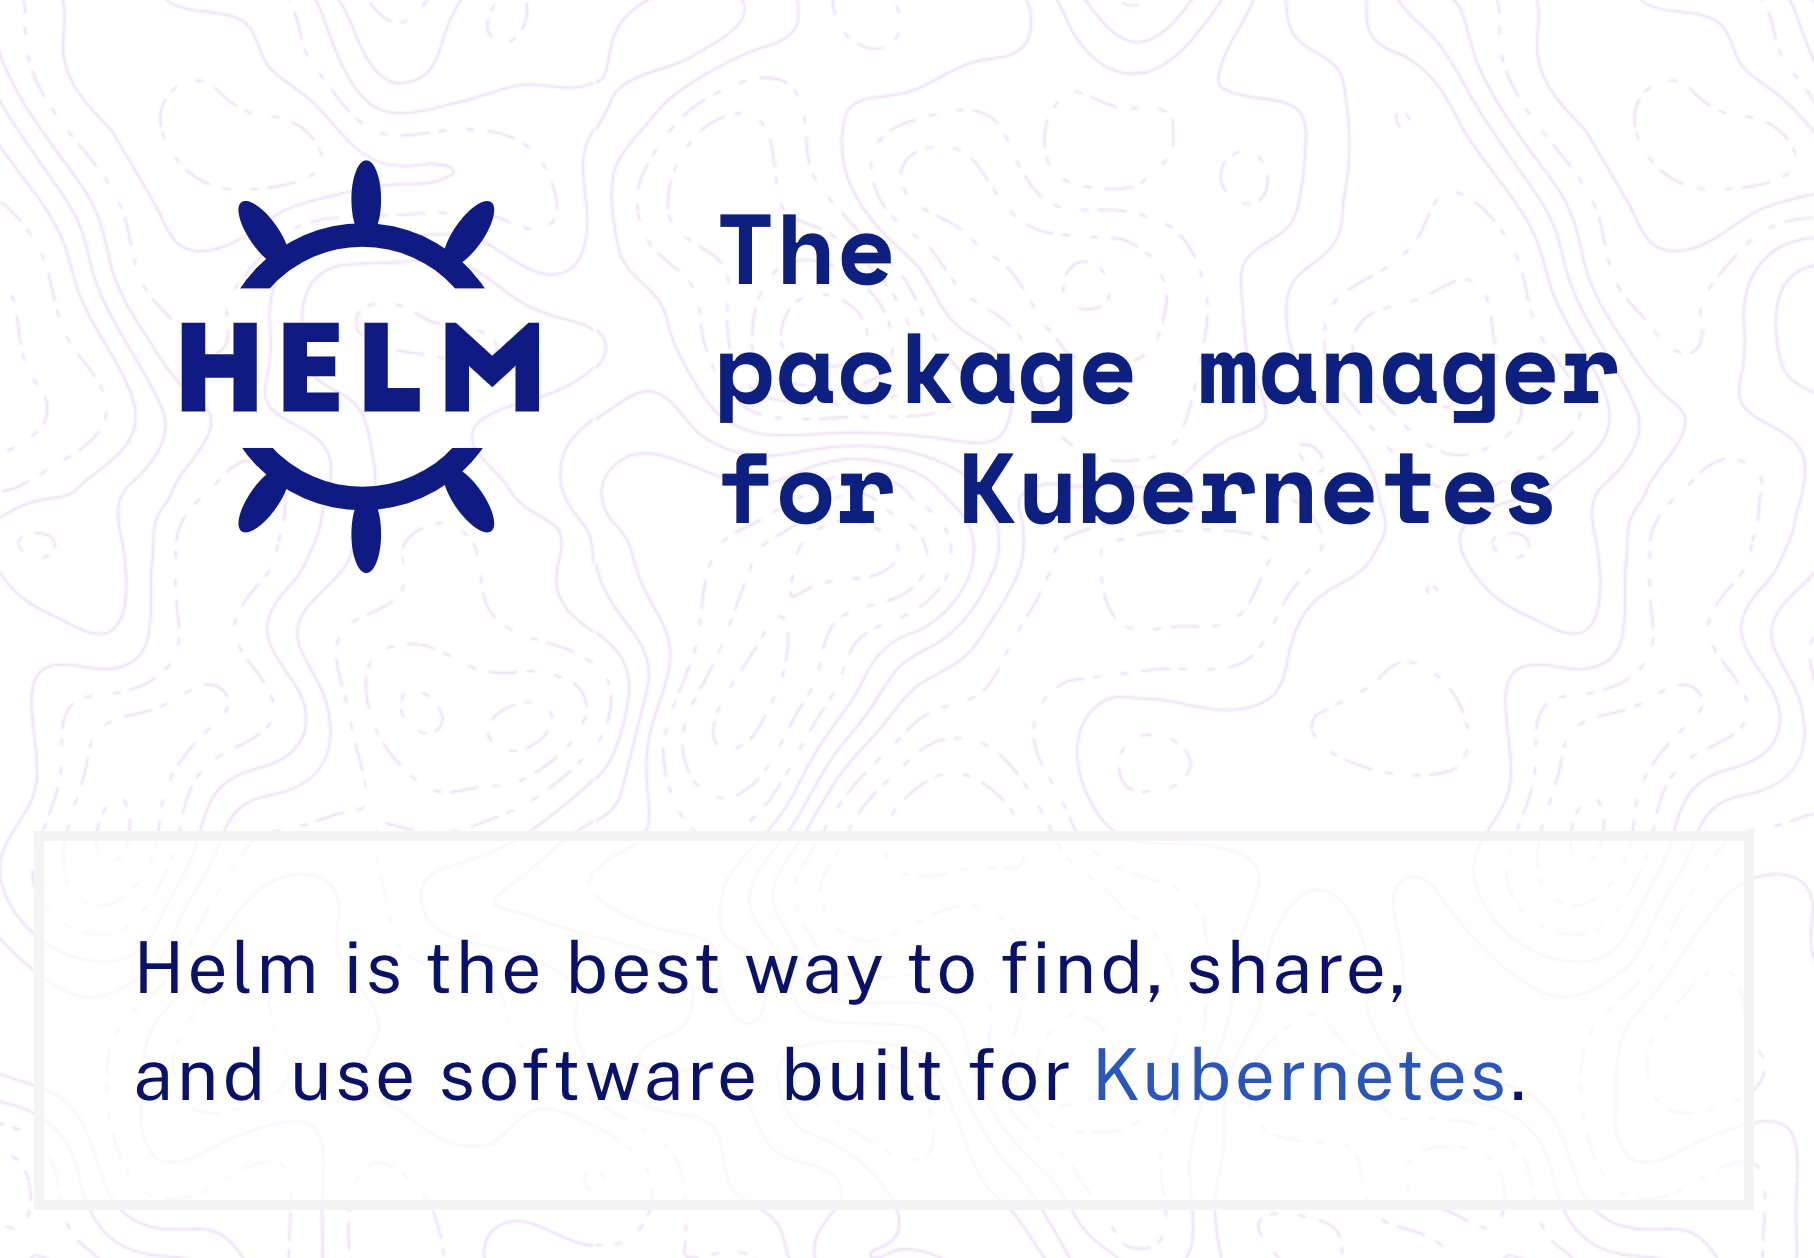 HELM
The
package manager
for Kubernetes
Helm is the best way to find, share,
and use software built for Kubernetes.